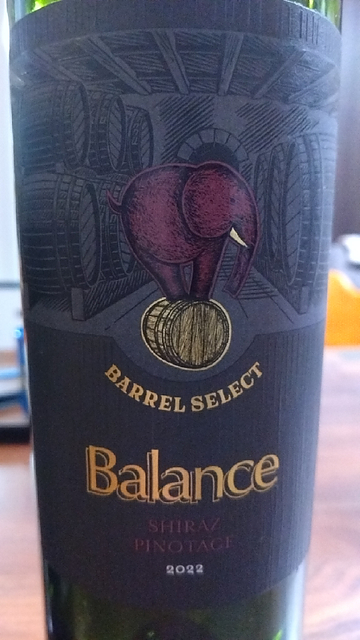 BARREL SELECT
Balance
SHIRAZ
PINOTAGE
2022